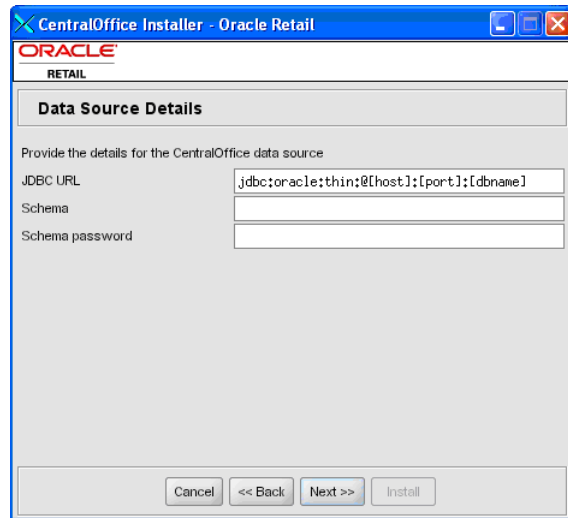 CentralOffice Installer - Oracle Retail
ORACLE
RETAIL
Data Source Details
Provide the details for the CentralOffice data source
JDBC URL jdbc:oracle:thin:@[host]:[port]:[dbname]
Schema
Schema password
Cancel << Back Next >> Install